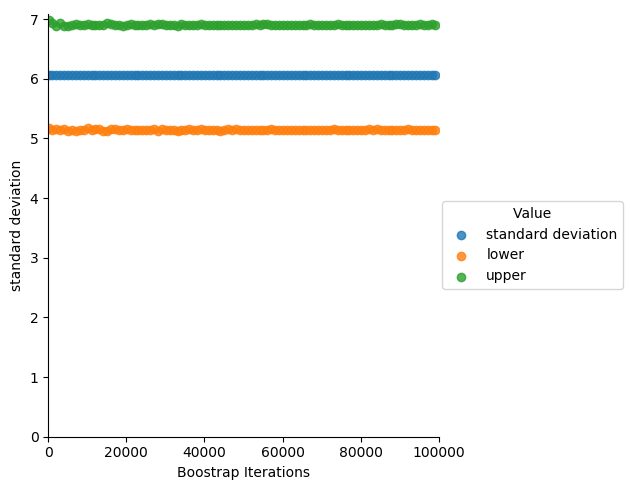 7
6
5
4
3
2
1
0
standard deviation
0 20000 40000 60000 80000 100000
Boostrap Iterations
Value
standard deviation
lower
upper